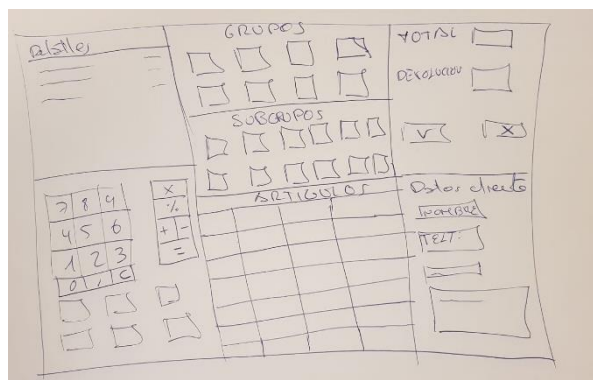 Detalles
GRUPOS
SUBGRUPOS
TOTAL
DEVOLUCION
V X
7 8 9 X
4 5 6 %
1 2 3 + -
0 , C =
ARTICULOS
Datos cliente
NOMBRE
TELT: